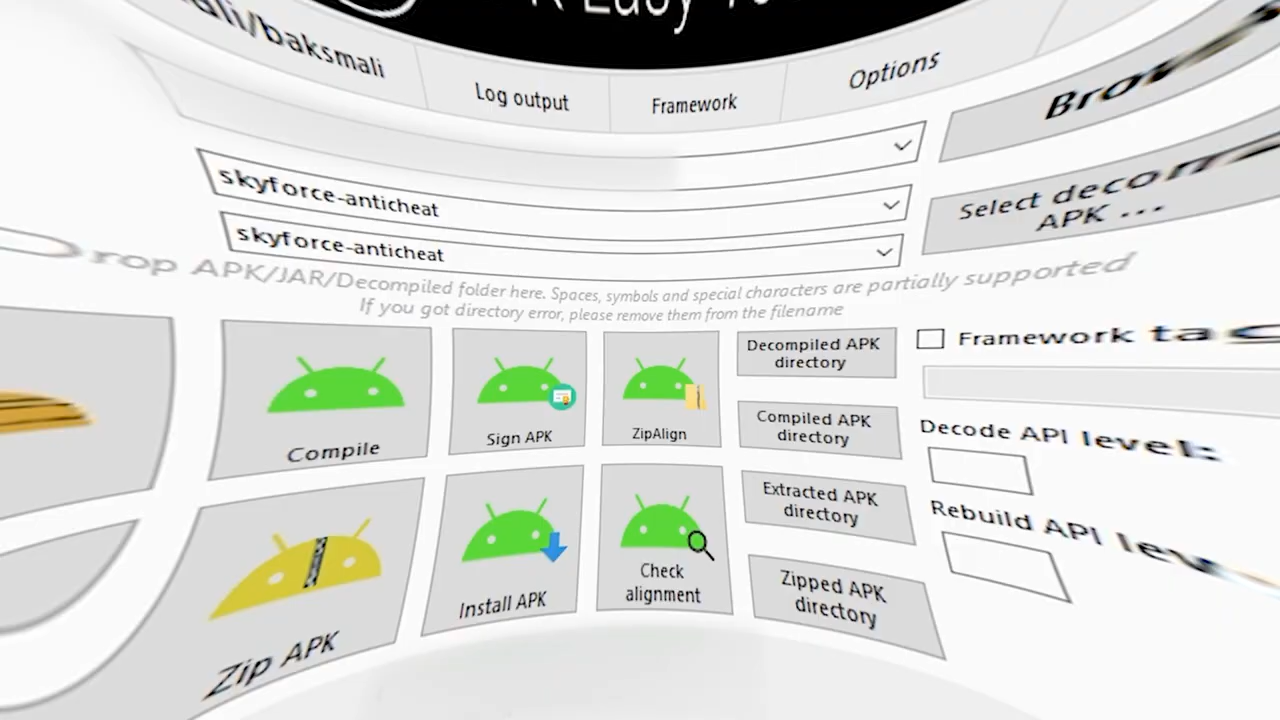 baksmali
Log output
Framework
Options
skyforce-anticheat
Select
APK ...
skyforce-anticheat
Drop APK/JAR/Decompiled folder here. Spaces, symbols and special characters are partially supported
If you got directory error, please remove them from the filename
Compile
Sign APK
ZipAlign
Decompiled APK
directory
Framework
Compiled APK
directory
Decode API level:
Zip APK
Install APK
Check
alignment
Extracted APK
directory
Rebuild API
Zipped APK
directory